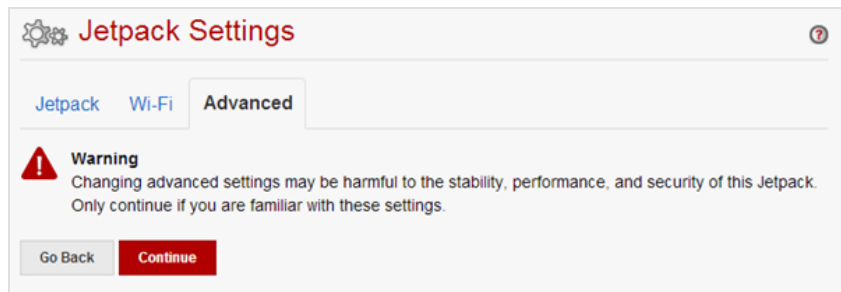 Jetpack Settings
?
Jetpack Wi-Fi Advanced
!
Warning
Changing advanced settings may be harmful to the stability, performance, and security of this Jetpack.
Only continue if you are familiar with these settings.
Go Back Continue